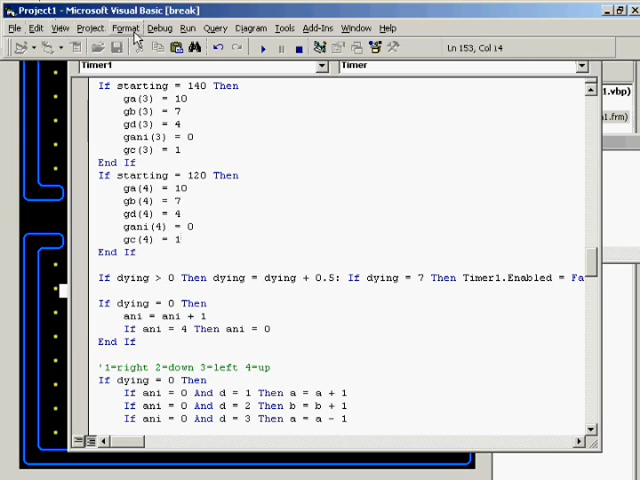 Project1 - Microsoft Visual Basic [break]
File Edit View Project Format Debug Run Query Diagram Tools Add-Ins Window Help
Ln 153, Col 14
Timer1 Timer
1.vbp)
If starting = 140 Then
ga(3) = 10
gb(3) = 7
gd(3) = 4
gani(3) = 0
gc(3) = 1
End If
If starting = 120 Then
ga(4) = 10
gb(4) = 7
gd(4) = 4
gani(4) = 0
gc(4) = 1
End If
If dying > 0 Then dying = dying + 0.5: If dying = 7 Then Timer1.Enabled = Fa
If dying = 0 Then
ani = ani + 1
If ani = 4 Then ani = 0
End If
'1=right 2=down 3=left 4=up
If dying = 0 Then
If ani = 0 And d = 1 Then a = a + 1
If ani = 0 And d = 2 Then b = b + 1
If ani = 0 And d = 3 Then a = a - 1